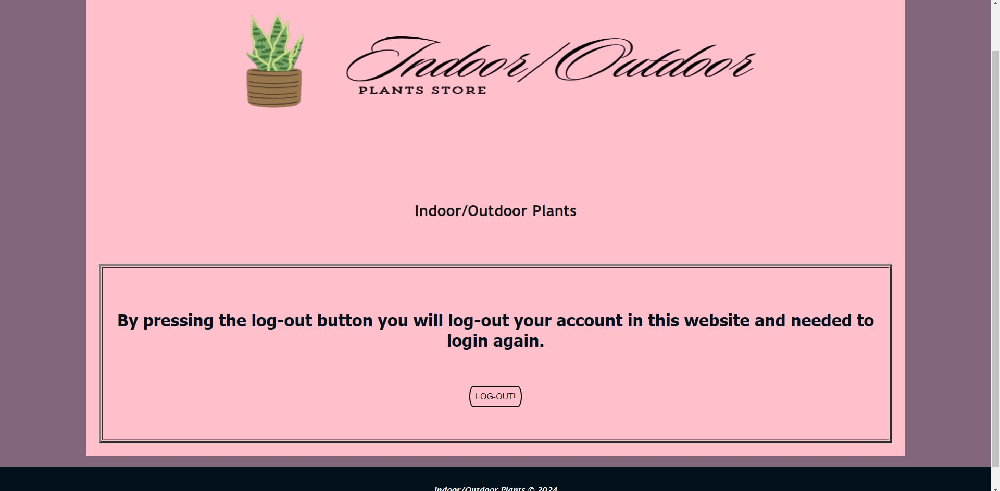 Indoor/Outdoor
PLANTS STORE
Indoor/Outdoor Plants
By pressing the log-out button you will log-out your account in this website and needed to
login again.
LOG-OUT!
Indoor/Outdoor Plants © 2024